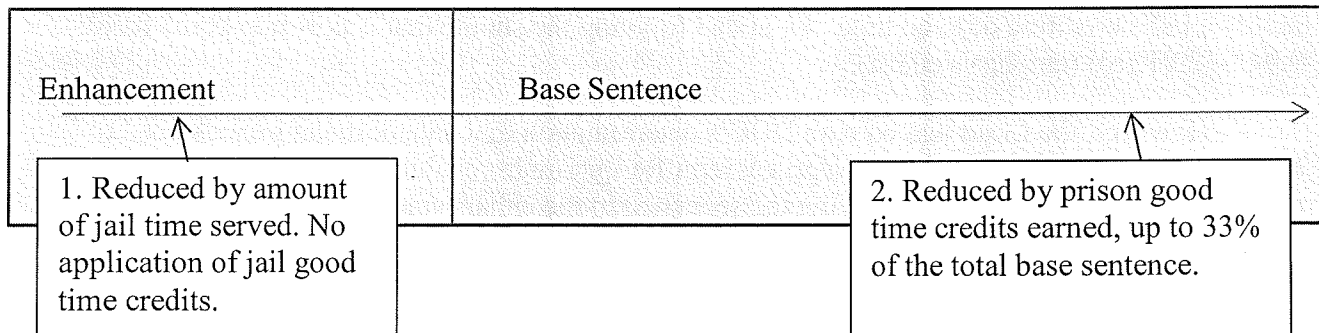 Enhancement
Base Sentence
1. Reduced by amount
of jail time served. No
application of jail good
time credits.
2. Reduced by prison good
time credits earned, up to 33%
of the total base sentence.